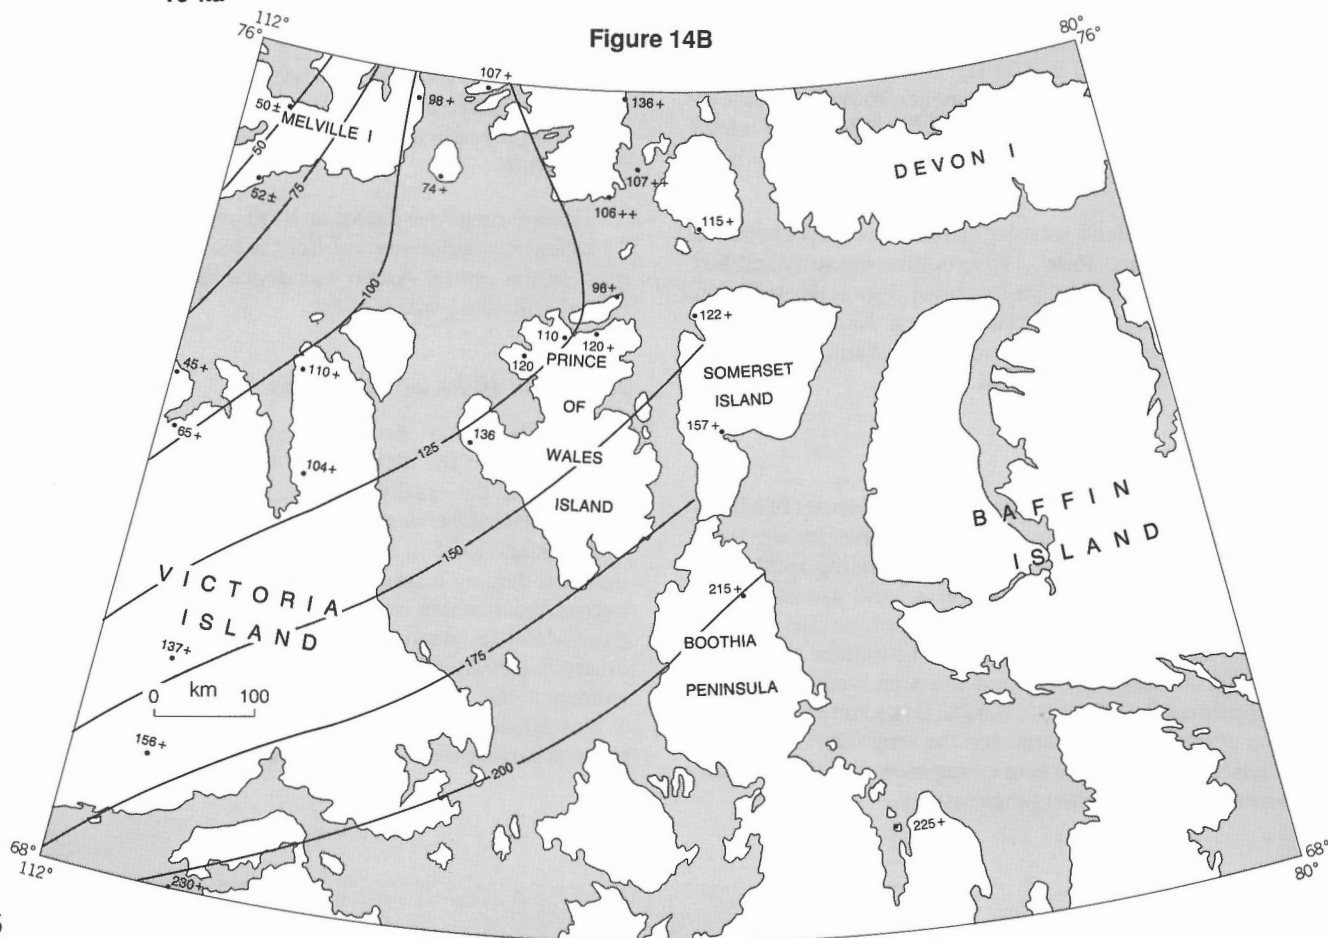 112°
80°
76°
Figure 14B
76°
107+
98+
136+
50±
MELVILLE I
50
75
52±
74+
107++
106++
115+
DEVON I
100
98+
122+
110
120+
120
PRINCE
45+
110+
SOMERSET
ISLAND
OF
65+
136
157+
125
WALES
104+
ISLAND
BAFFIN
ISLAND
150
VICTORIA
ISLAND
215+
137+
BOOTHIA
175
PENINSULA
0 km 100
156+
200
225+
68°
112°
230+
68°
80°